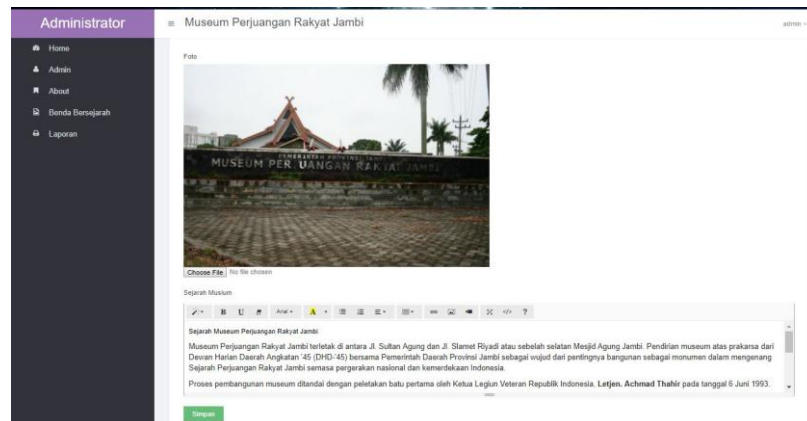 Administrator
Museum Perjuangan Rakyat Jambi
admin
Home
Admin
About
Benda Bersejarah
Laporan
Foto
PEMERINTAH PROVINSI JAMBI
MUSEUM PER UANGAN RAKYAT JAMBI
Choose File No file chosen
Sejarah Musium
B U Arial A </> ?
Sejarah Museum Perjuangan Rakyat Jambi
Museum Perjuangan Rakyat Jambi terletak di antara Jl. Sultan Agung dan Jl. Slamet Riyadi atau sebelah selatan Mesjid Agung Jambi. Pendirian museum atas prakarsa dari
Dewan Harian Daerah Angkatan '45 (DHD-'45) bersama Pemerintah Daerah Provinsi Jambi sebagai wujud dari pentingnya bangunan sebagai monumen dalam mengenang
Sejarah Perjuangan Rakyat Jambi semasa pergerakan nasional dan kemerdekaan Indonesia.
Proses pembangunan museum ditandai dengan peletakan batu pertama oleh Ketua Legiun Veteran Republik Indonesia, Letjen. Achmad Thahir pada tanggal 6 Juni 1993.
Simpan